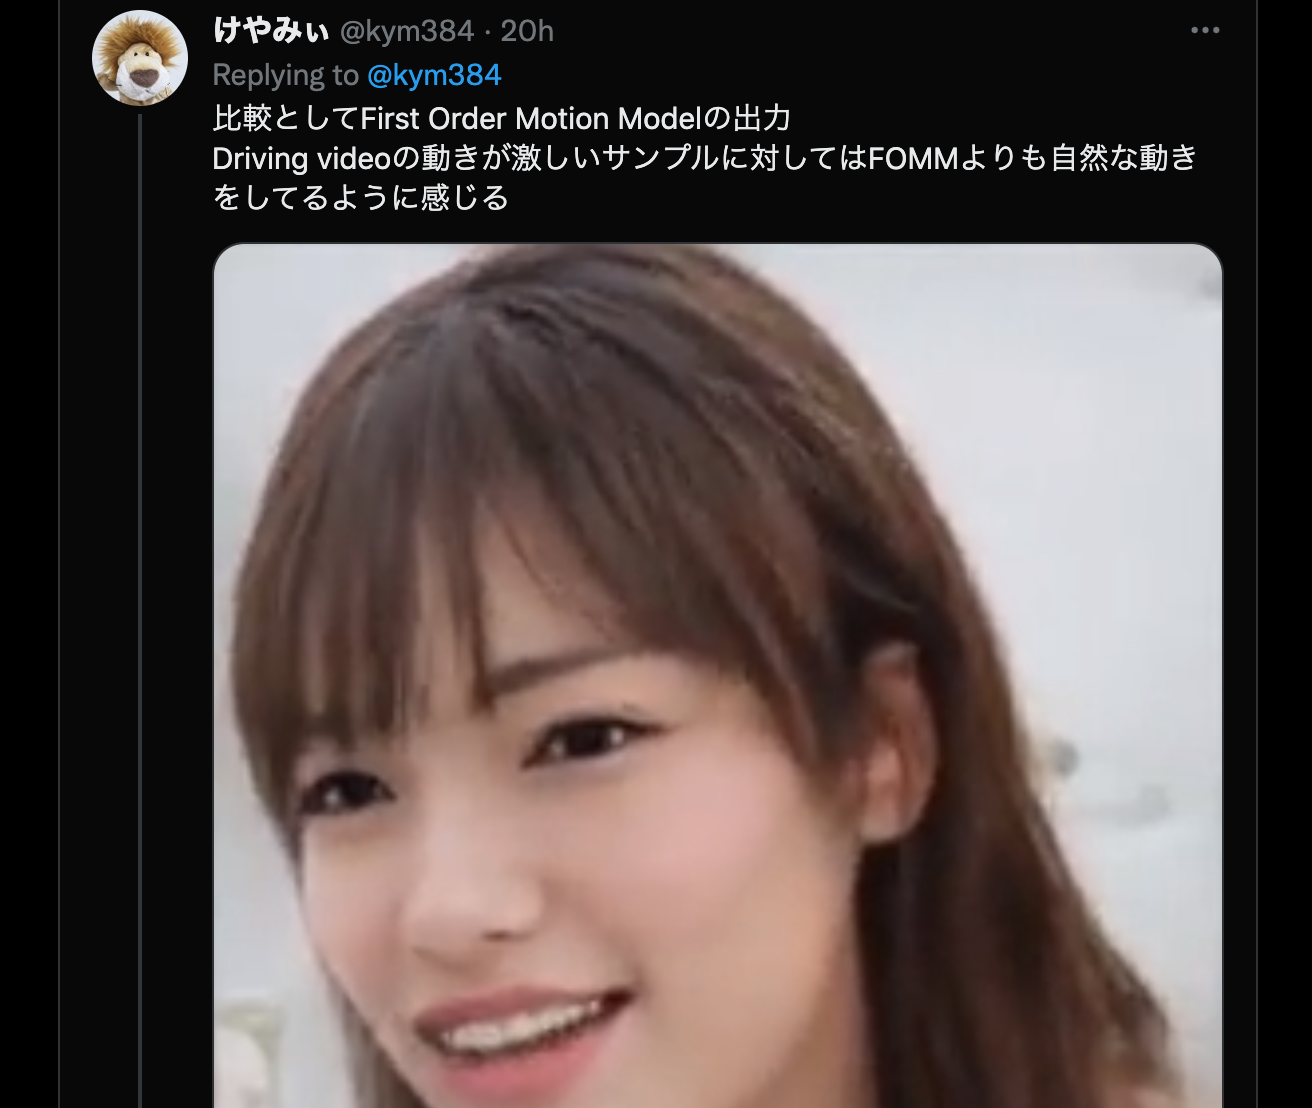 けやみぃ @kym384 · 20h
Replying to @kym384
比較としてFirst Order Motion Modelの出力
Driving videoの動きが激しいサンプルに対してはFOMMよりも自然な動き
をしてるように感じる